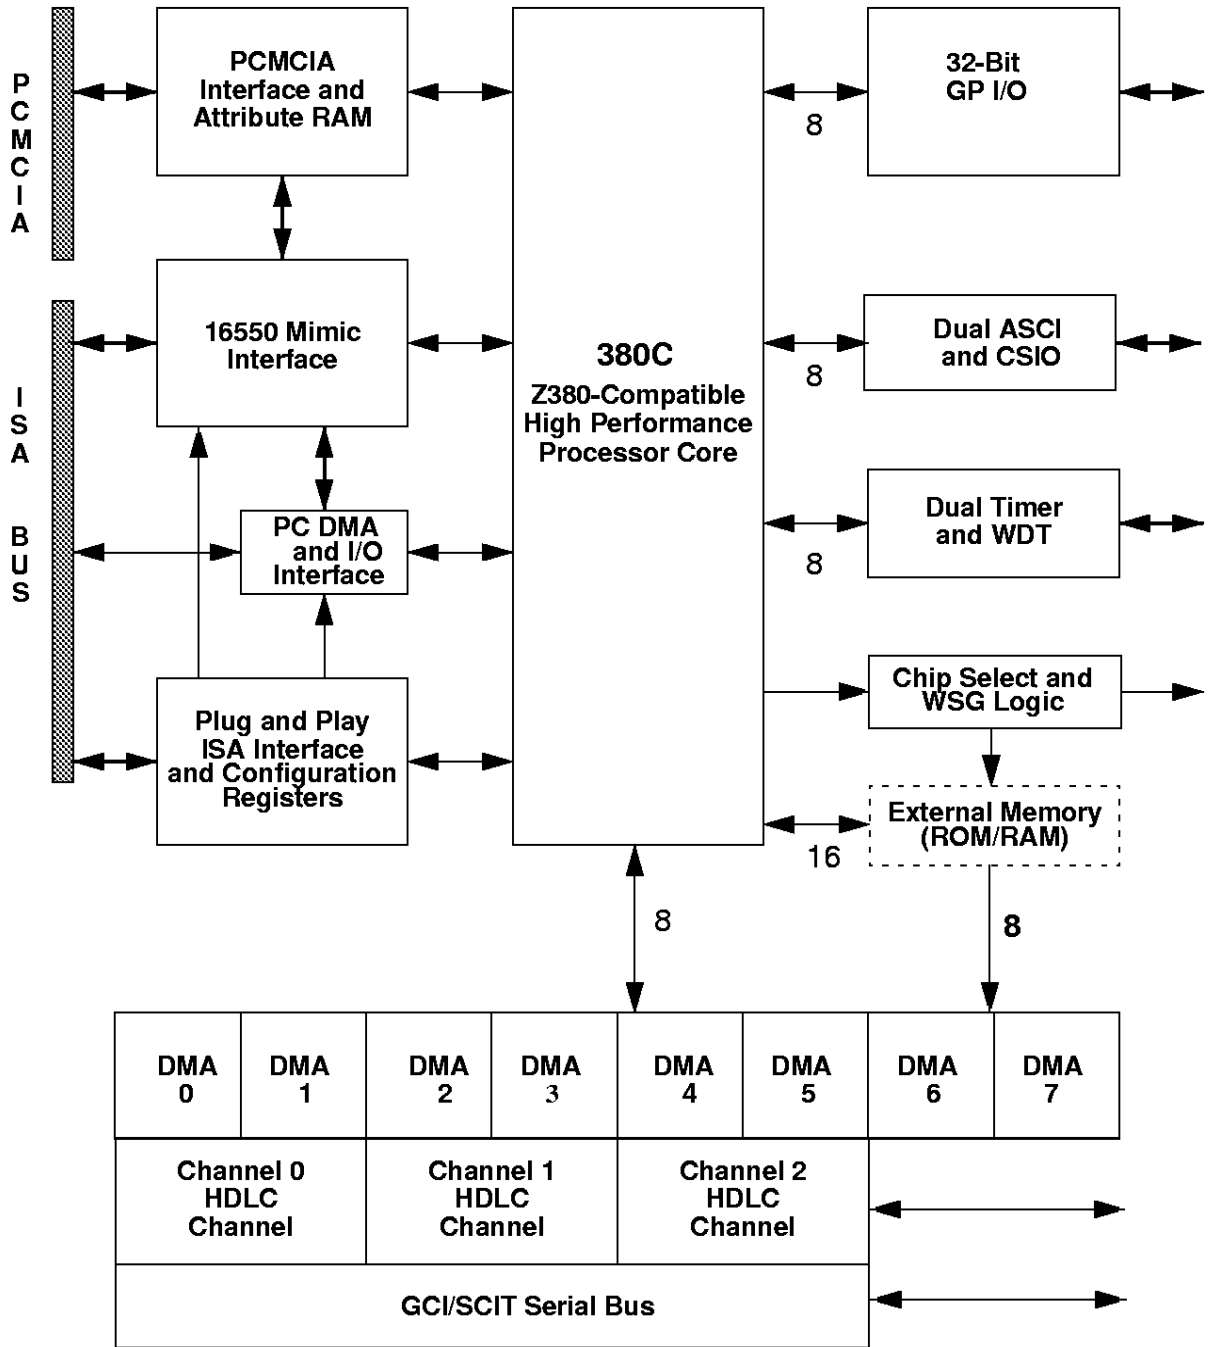 PCMCIA
PCMCIA
Interface and
Attribute RAM
32-Bit
GP I/O
8
ISA BUS
16550 Mimic
Interface
380C
Z380-Compatible
High Performance
Processor Core
Dual ASCI
and CSIO
8
PC DMA
and I/O
Interface
Dual Timer
and WDT
8
Plug and Play
ISA Interface
and Configuration
Registers
Chip Select and
WSG Logic
External Memory
(ROM/RAM)
16
8
8
DMA
0
DMA
1
DMA
2
DMA
3
DMA
4
DMA
5
DMA
6
DMA
7
Channel 0
HDLC
Channel
Channel 1
HDLC
Channel
Channel 2
HDLC
Channel
GCI/SCIT Serial Bus